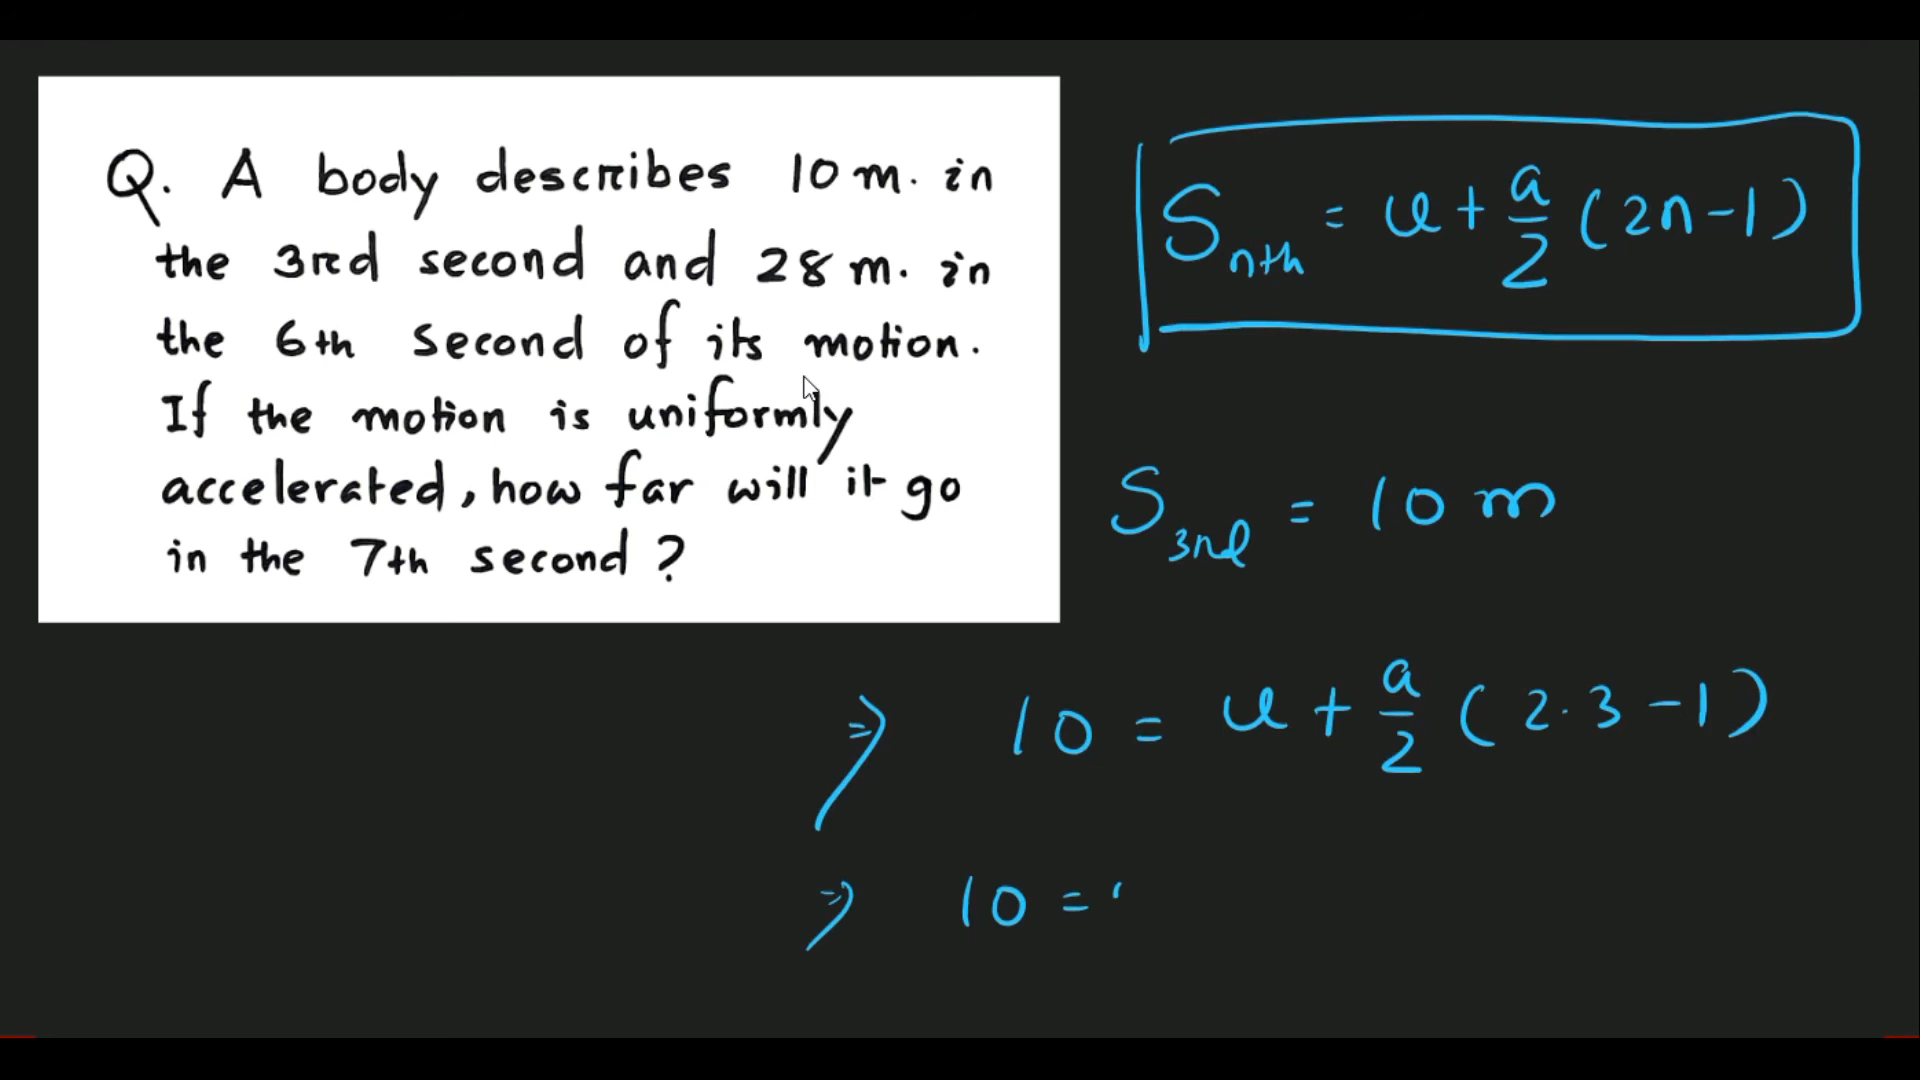 Q. A body describes 10 m. in
the 3rd second and 28 m. in
the 6th second of its motion.
If the motion is uniformly
accelerated, how far will it go
in the 7th second ?
S_nth = u + a/2 (2n-1)
S_3rd = 10 m
⇒ 10 = u + a/2 (2·3-1)
⇒ 10 =